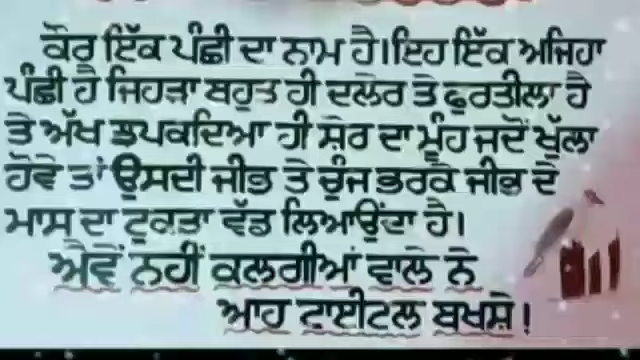 ਕੌਰ ਇੱਕ ਪੰਛੀ ਦਾ ਨਾਮ ਹੈ। ਇਹ ਇੱਕ ਅਜਿਹਾ
ਪੰਛੀ ਹੈ ਜਿਹੜਾ ਬਹੁਤ ਹੀ ਦਲੇਰ ਤੇ ਫੁਰਤੀਲਾ ਹੈ
ਤੇ ਅੱਖ ਝਪਕਦਿਆ ਹੀ ਸ਼ੇਰ ਦਾ ਮੂੰਹ ਜਦੋਂ ਖੁੱਲਾ
ਹੋਵੇ ਤਾਂ ਉਸਦੀ ਜੀਭ ਤੇ ਚੁੰਜ ਭਰਕੇ ਜੀਭ ਦੇ
ਮਾਸ ਦਾ ਟੁਕੜਾ ਵੱਡ ਲਿਆਉਂਦਾ ਹੈ।
ਐਵੇਂ ਨਹੀਂ ਕਲਗੀਆਂ ਵਾਲੇ ਨੇ
ਆਹ ਟਾਈਟਲ ਬਖਸ਼ੇ!